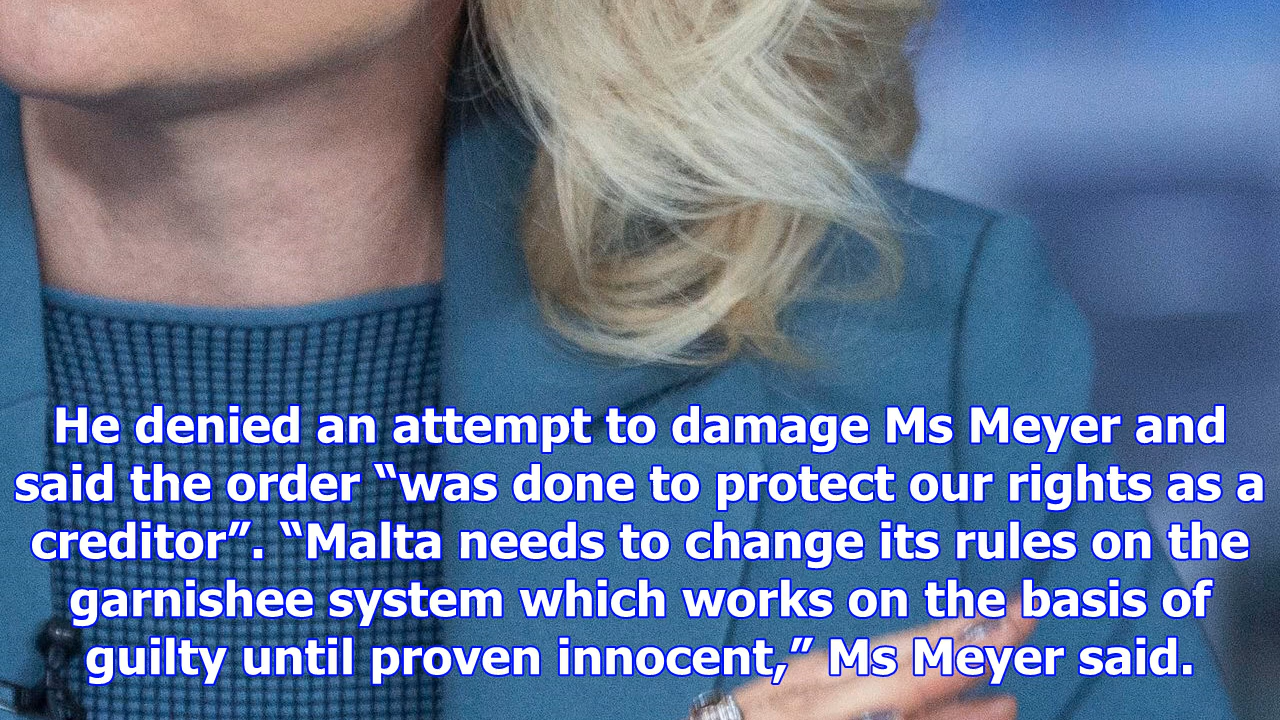 He denied an attempt to damage Ms Meyer and
said the order “was done to protect our rights as a
creditor”. “Malta needs to change its rules on the
garnishee system which works on the basis of
guilty until proven innocent,” Ms Meyer said.